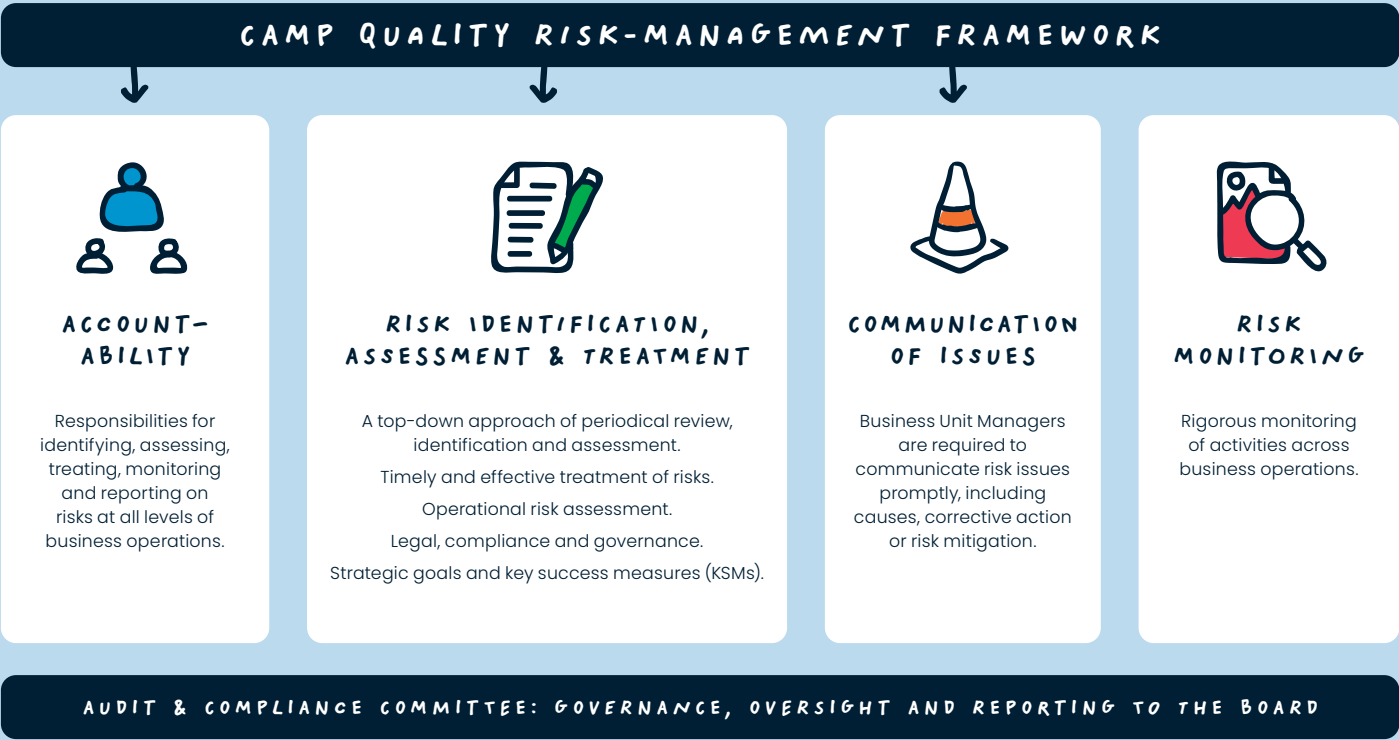 CAMP QUALITY RISK-MANAGEMENT FRAMEWORK
ACCOUNT-
ABILITY
Responsibilities for
identifying, assessing,
treating, monitoring
and reporting on
risks at all levels of
business operations.
RISK IDENTIFICATION,
ASSESSMENT & TREATMENT
A top-down approach of periodical review,
identification and assessment.
Timely and effective treatment of risks.
Operational risk assessment.
Legal, compliance and governance.
Strategic goals and key success measures (KSMs).
COMMUNICATION
OF ISSUES
Business Unit Managers
are required to
communicate risk issues
promptly, including
causes, corrective action
or risk mitigation.
RISK
MONITORING
Rigorous monitoring
of activities across
business operations.
AUDIT & COMPLIANCE COMMITTEE: GOVERNANCE, OVERSIGHT AND REPORTING TO THE BOARD